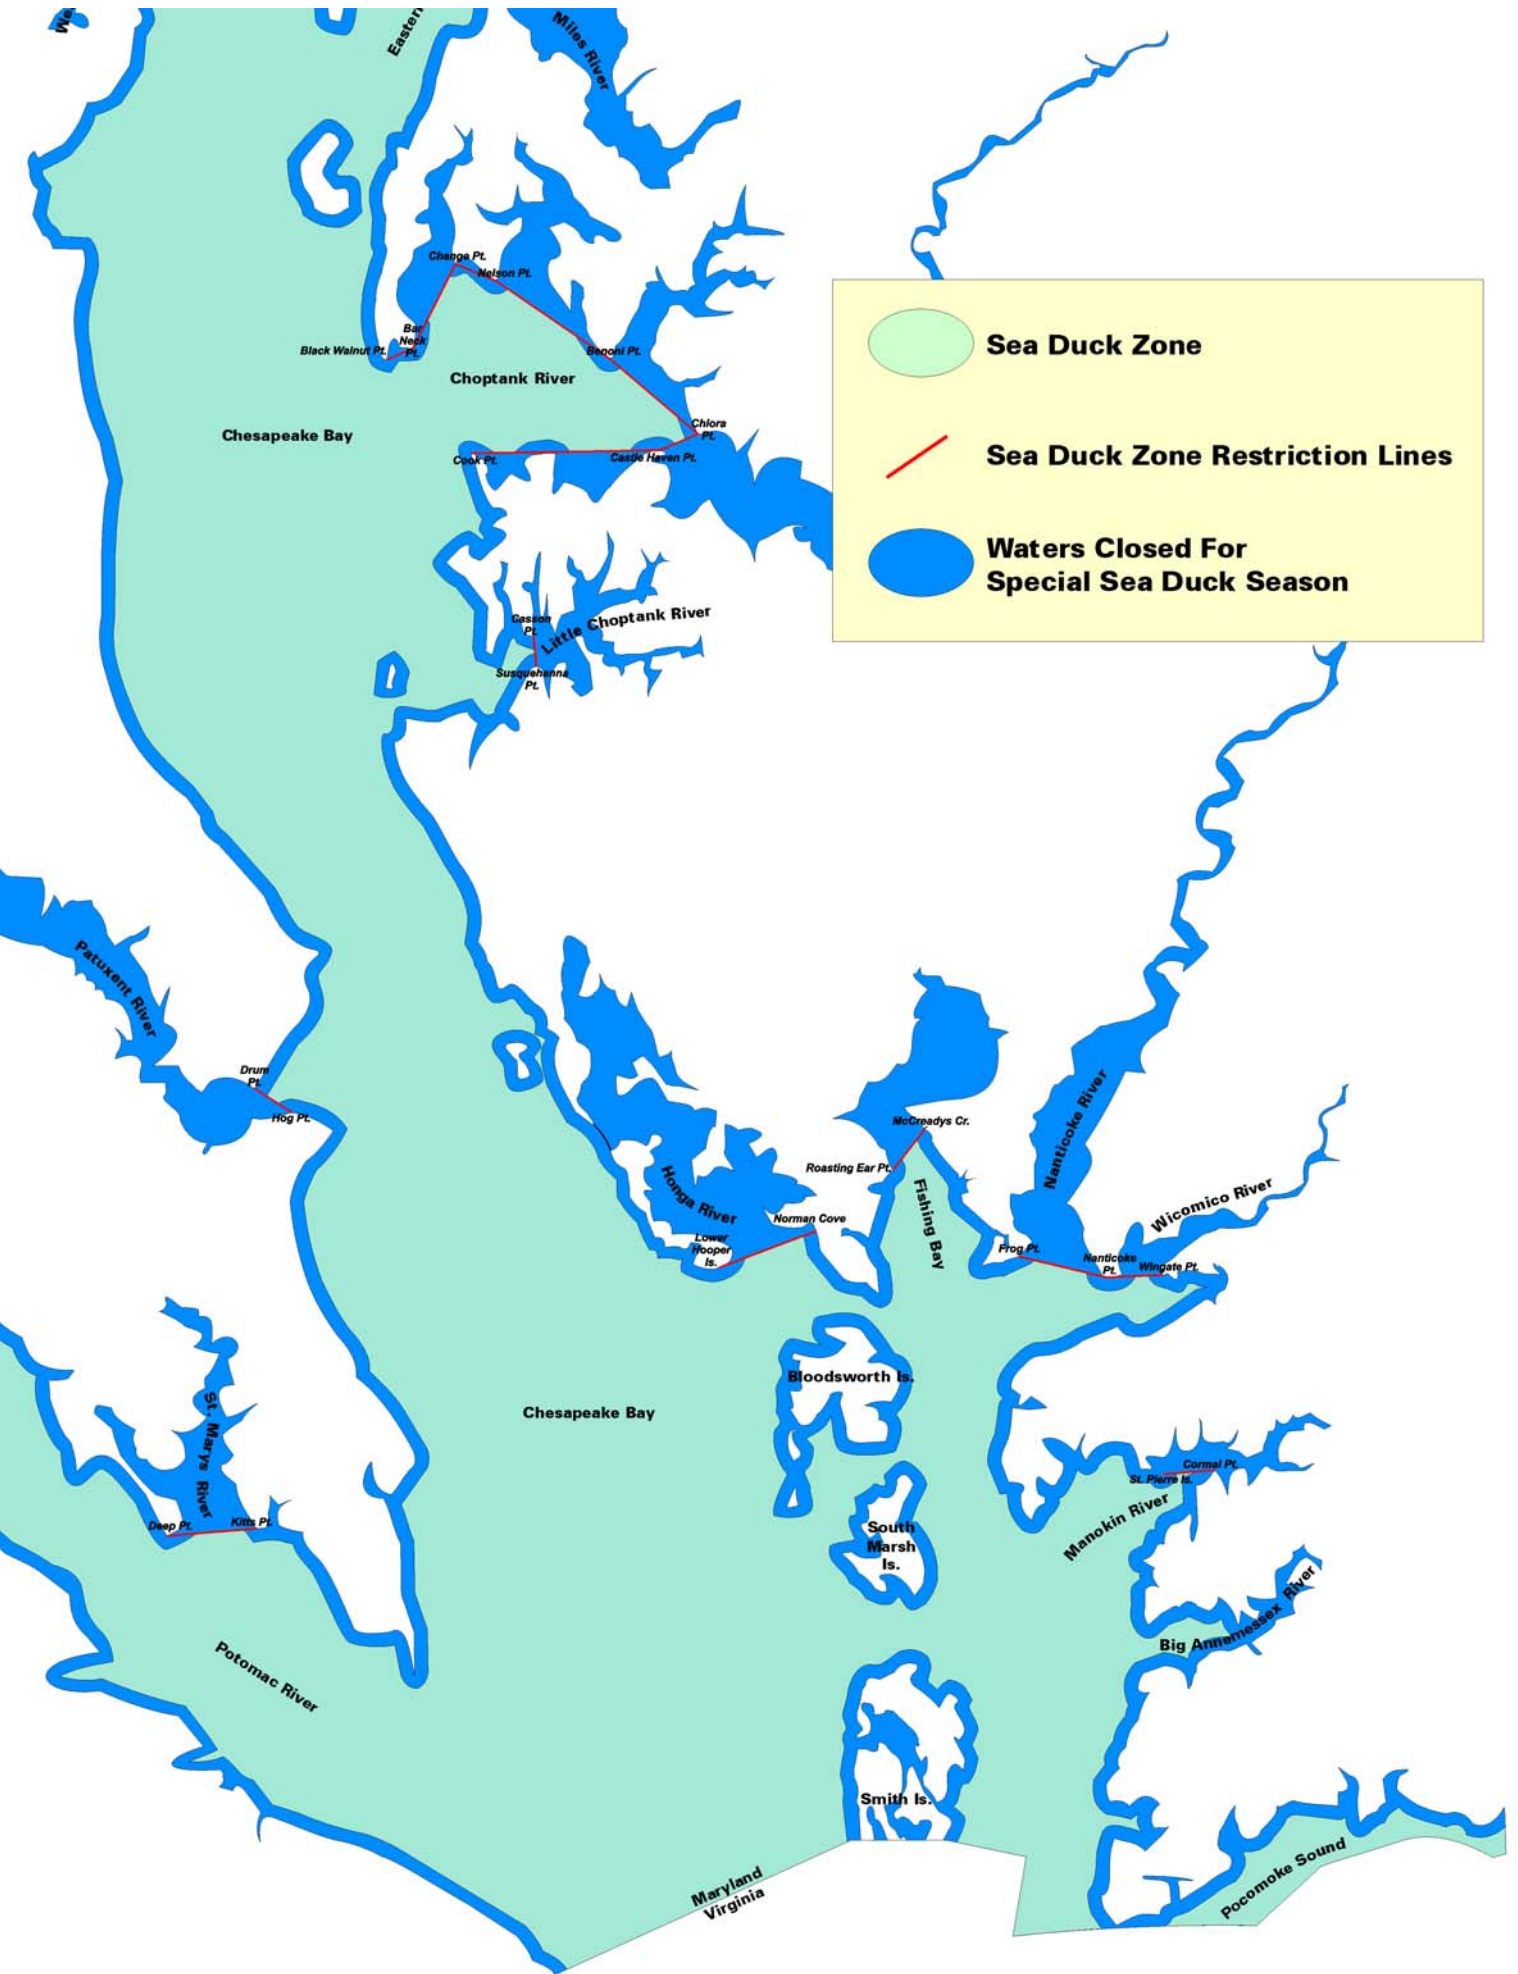 Eastern
Miles River
Change Pt.
Nelson Pt.
Bar
Neck
Pt.
Black Walnut Pt.
Benoni Pt.
Choptank River
Chesapeake Bay
Chlora
Pt.
Cook Pt.
Castle Haven Pt.
Sea Duck Zone
Sea Duck Zone Restriction Lines
Waters Closed For
Special Sea Duck Season
Casson
Pt.
Little Choptank River
Susquehanna
Pt.
Patuxent River
Drum
Pt.
Hog Pt.
McCreadys Cr.
Roasting Ear Pt.
Nanticoke River
Honga River
Norman Cove
Fishing Bay
Wicomico River
Lower
Hooper
Is.
Frog Pt.
Nanticoke
Pt.
Wingate Pt.
Bloodsworth Is.
Chesapeake Bay
St. Marys River
Cormal Pt.
St. Pierre Is.
Manokin River
Deep Pt.
Kitts Pt.
South
Marsh
Is.
Big Annemessex River
Potomac River
Smith Is.
Maryland
Virginia
Pocomoke Sound